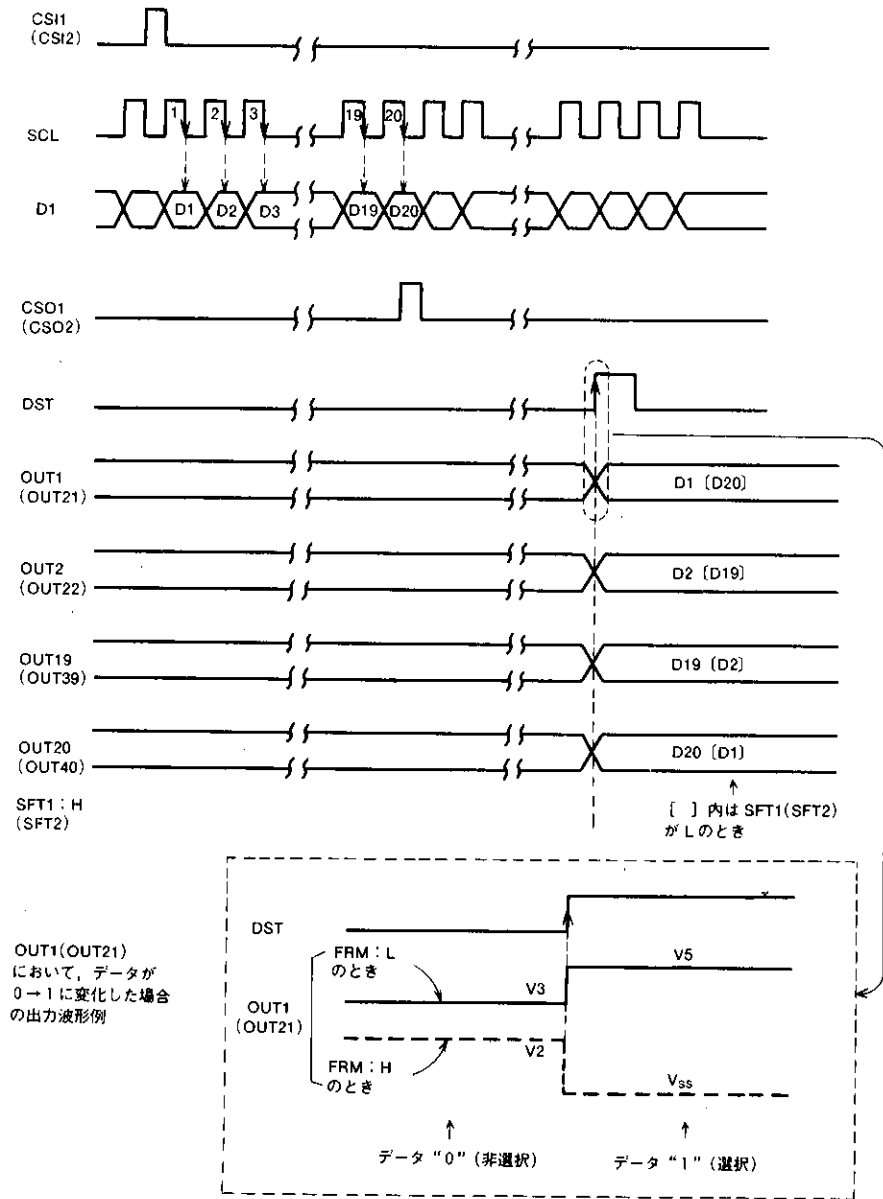 CSI1
(CSI2)
SCL
1 2 3 19 20
D1
D1 D2 D3 D19 D20
CSO1
(CSO2)
DST
OUT1
(OUT21)
D1〔D20〕
OUT2
(OUT22)
D2〔D19〕
OUT19
(OUT39)
D19〔D2〕
OUT20
(OUT40)
D20〔D1〕
SFT1:H
(SFT2)
〔 〕内はSFT1(SFT2)
がLのとき
OUT1(OUT21)
において,データが
0→1に変化した場合
の出力波形例
DST
FRM:L
のとき
V3
V5
OUT1
(OUT21)
V2
FRM:H
のとき
Vss
データ“0”(非選択)
データ“1”(選択)